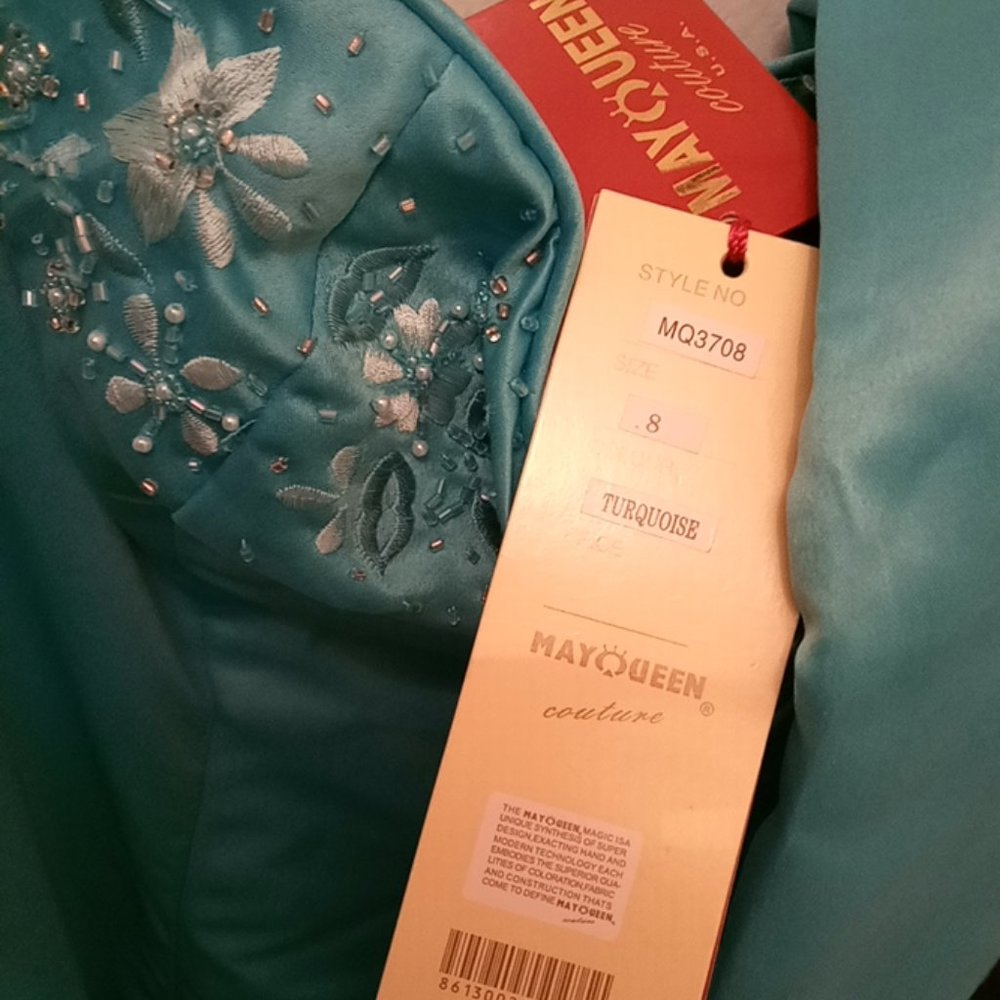 MAYQUEEN
couture
U.S.A.
STYLE NO
MQ3708
SIZE
.8
TURQUOISE
MAYQUEEN®
couture
THE MAYQUEEN, MAGIC IS A
UNIQUE SYNTHESIS OF SUPER
DESIGN,EXACTING HAND AND
MODERN TECHNOLOGY EACH
EMBODIES THE SUPERIOR QUA-
LITIES OF COLORATION,FABRIC
AND CONSTRUCTION THATS
COME TO DEFINE MAYQUEEN,
couture